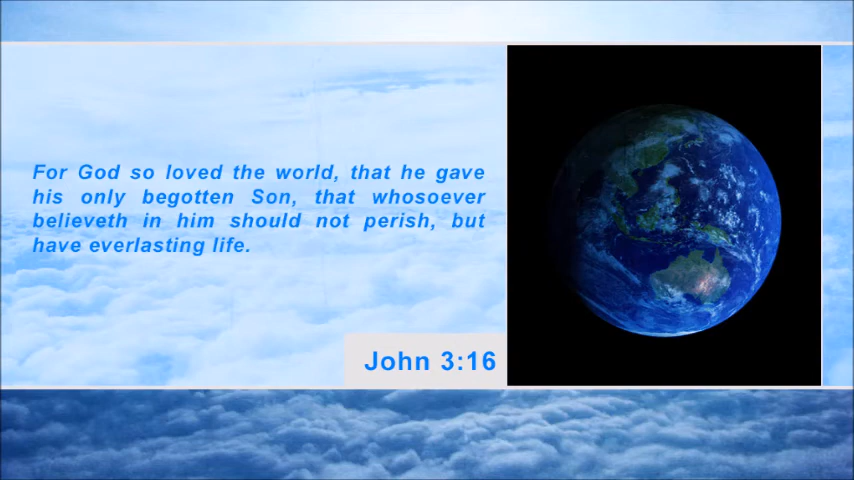 For God so loved the world, that he gave
his only begotten Son, that whosoever
believeth in him should not perish, but
have everlasting life.
John 3:16